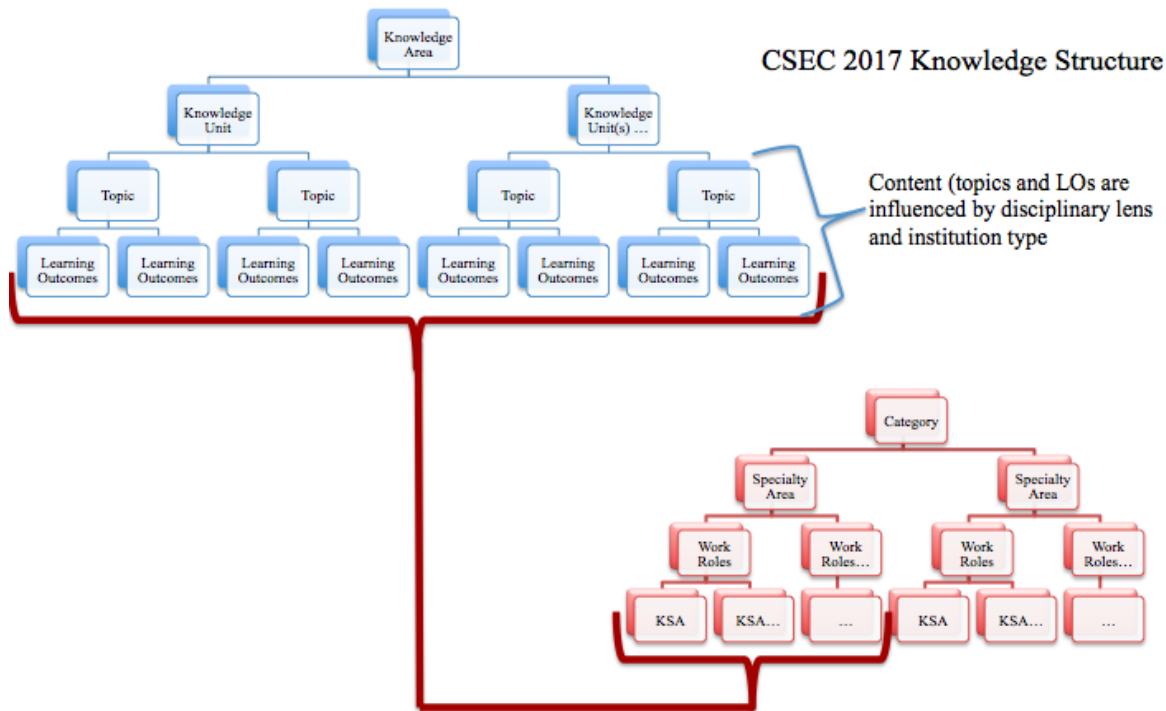 Knowledge
Area
CSEC 2017 Knowledge Structure
Knowledge
Unit
Knowledge
Unit(s) ...
Topic
Topic
Topic
Topic
Content (topics and LOs are
influenced by disciplinary lens
and institution type
Learning
Outcomes
Learning
Outcomes
Learning
Outcomes
Learning
Outcomes
Learning
Outcomes
Learning
Outcomes
Learning
Outcomes
Learning
Outcomes
Category
Specialty
Area
Specialty
Area
Work
Roles
Work
Roles...
Work
Roles
Work
Roles...
KSA
KSA...
...
KSA
KSA...
...